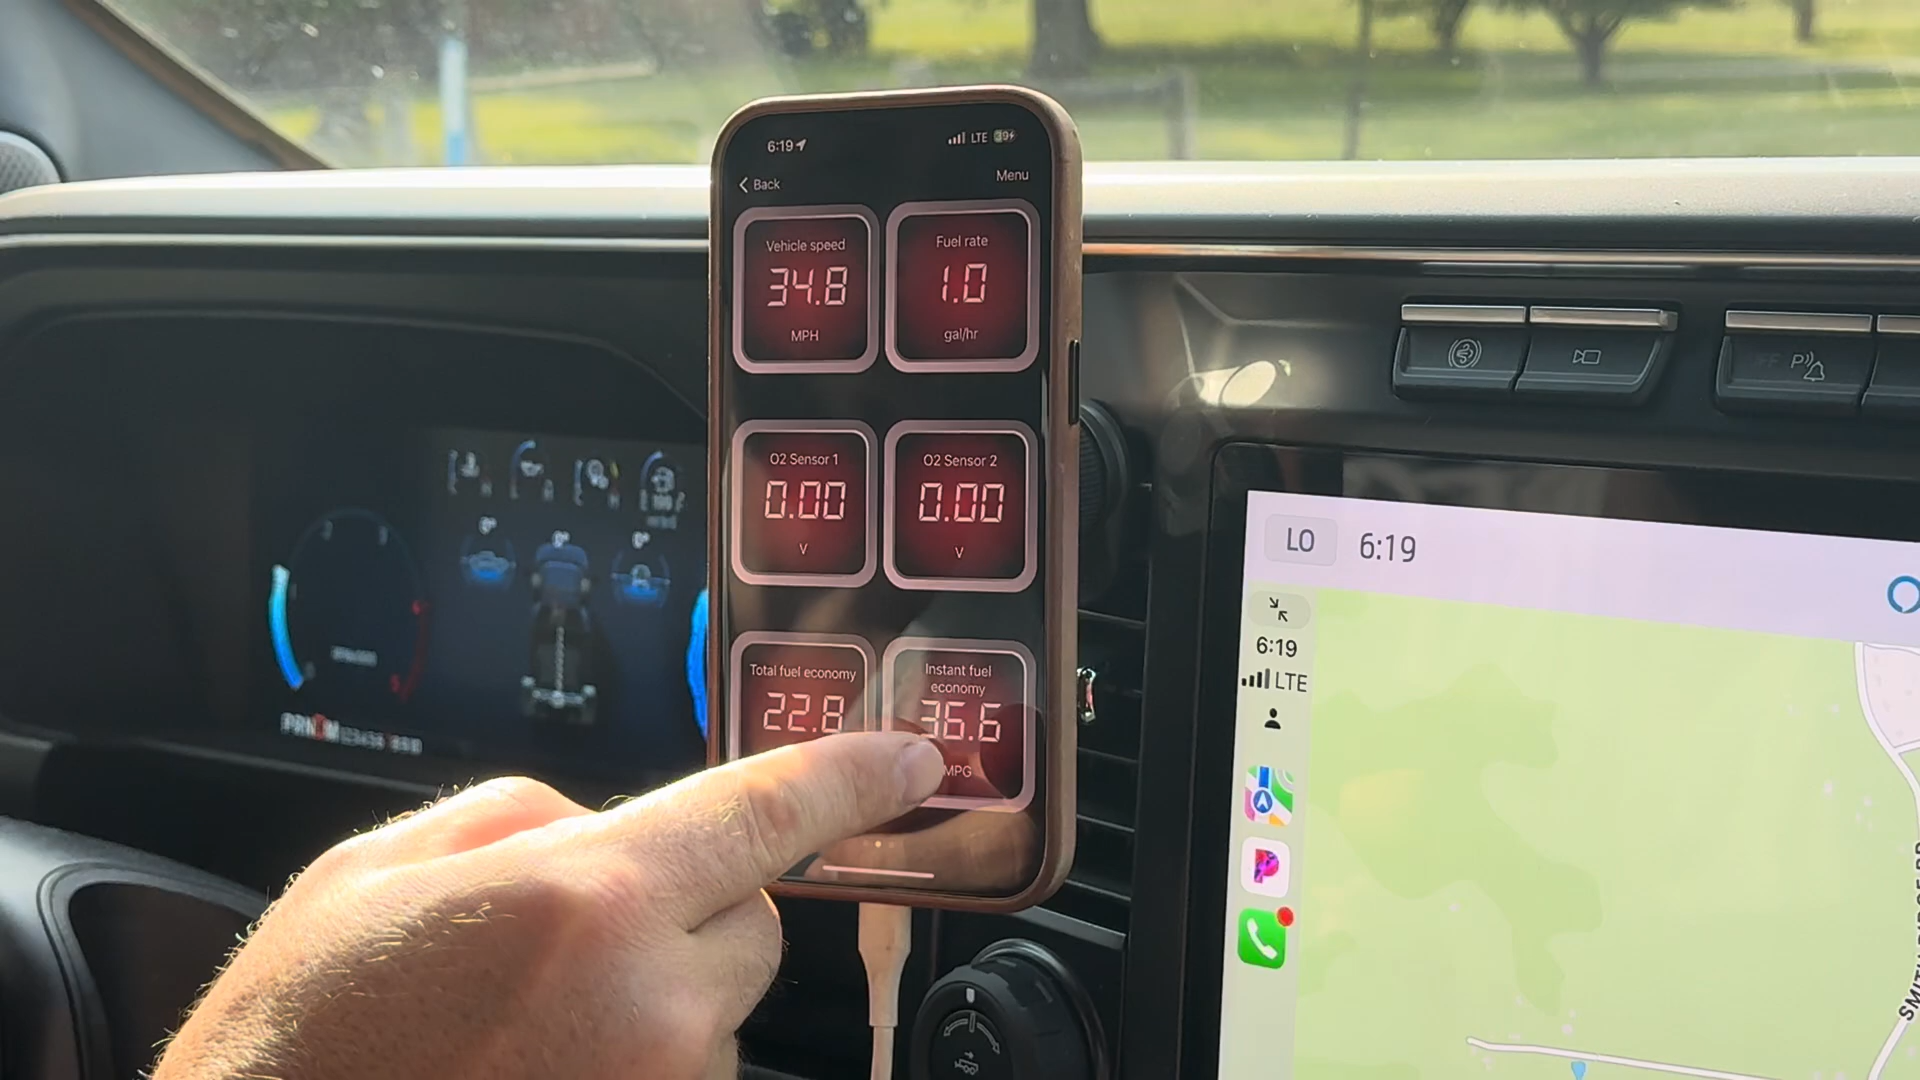 6:19 LTE 39
Back Menu
Vehicle speed
34.8
MPH
Fuel rate
1.0
gal/hr
O2 Sensor 1
0.00
V
O2 Sensor 2
0.00
V
Total fuel economy
22.8
Instant fuel
economy
36.6
MPG
PRNDM
LO 6:19
6:19
LTE
P